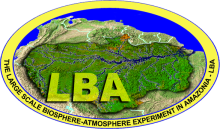 LBA
THE LARGE SCALE BIOSPHERE-ATMOSPHERE EXPERIMENT IN AMAZONIA - LBA